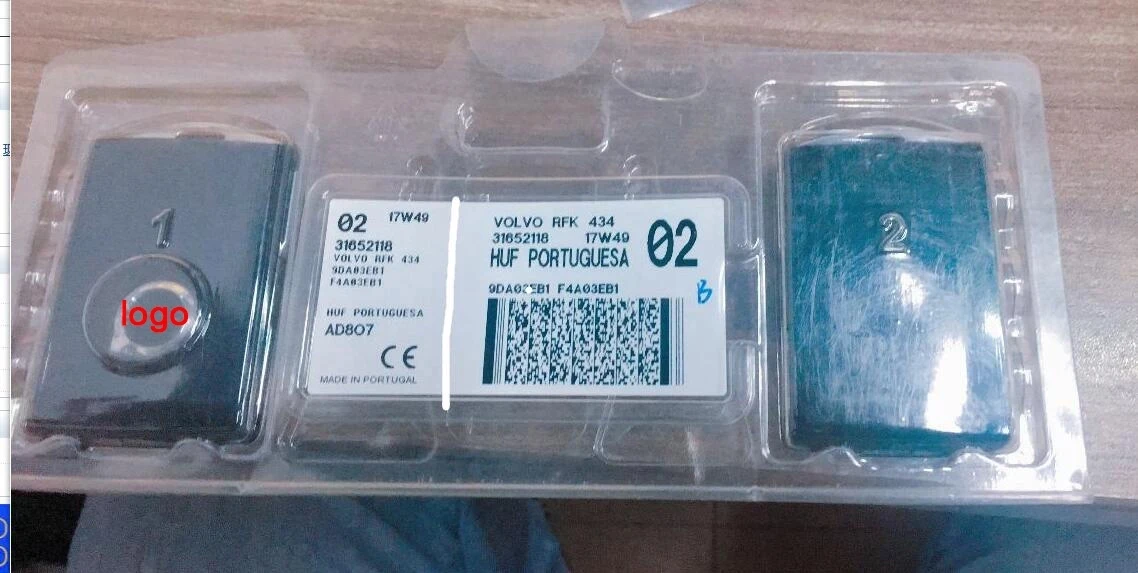 1
logo
02 17W49
31652118
VOLVO RFK 434
9DA03EB1
F4A03EB1
HUF PORTUGUESA
AD807
CE
MADE IN PORTUGAL
VOLVO RFK 434
31652118 17W49
HUF PORTUGUESA
02
9DA03EB1 F4A03EB1
B
2